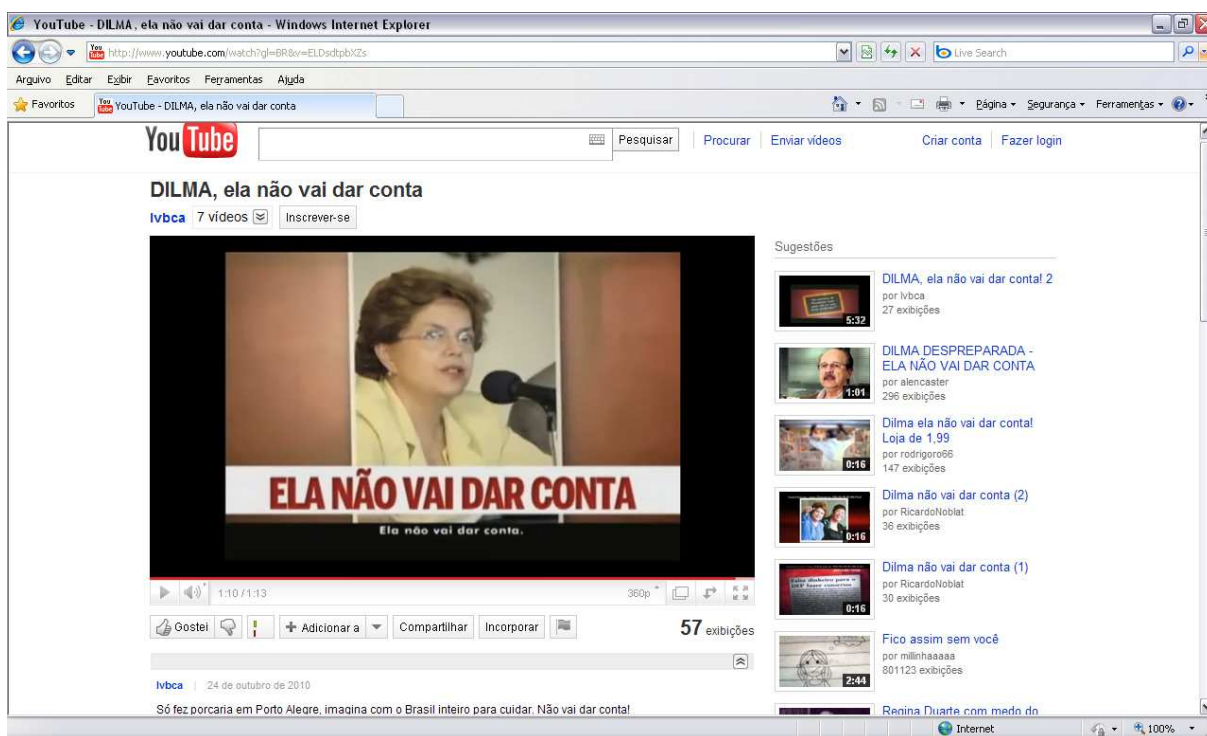 YouTube - DILMA, ela não vai dar conta - Windows Internet Explorer
http://www.youtube.com/watch?gl=BR&v=ELDsdtpbXZs
Live Search
Arquivo Editar Exibir Favoritos Ferramentas Ajuda
Favoritos YouTube - DILMA, ela não vai dar conta Página Segurança Ferramentas
YouTube Pesquisar Procurar Enviar vídeos Criar conta Fazer login
DILMA, ela não vai dar conta
lvbca 7 vídeos Inscrever-se
ELA NÃO VAI DAR CONTA
Ela não vai dar conta.
1:10 / 1:13 360p
Gostei Adicionar a Compartilhar Incorporar 57 exibições
lvbca 24 de outubro de 2010
Só fez porcaria em Porto Alegre, imagina com o Brasil inteiro para cuidar. Não vai dar conta!
Sugestões
DILMA, ela não vai dar conta! 2
por lvbca
27 exibições
5:32
DILMA DESPREPARADA -
ELA NÃO VAI DAR CONTA
por alencaster
296 exibições
1:01
Dilma ela não vai dar conta!
Loja de 1,99
por rodrigoro66
147 exibições
0:16
Dilma não vai dar conta (2)
por RicardoNoblat
36 exibições
0:16
Dilma não vai dar conta (1)
por RicardoNoblat
30 exibições
0:16
Fico assim sem você
por milinhaaaaa
801123 exibições
2:44
Regina Duarte com medo do
Internet 100%